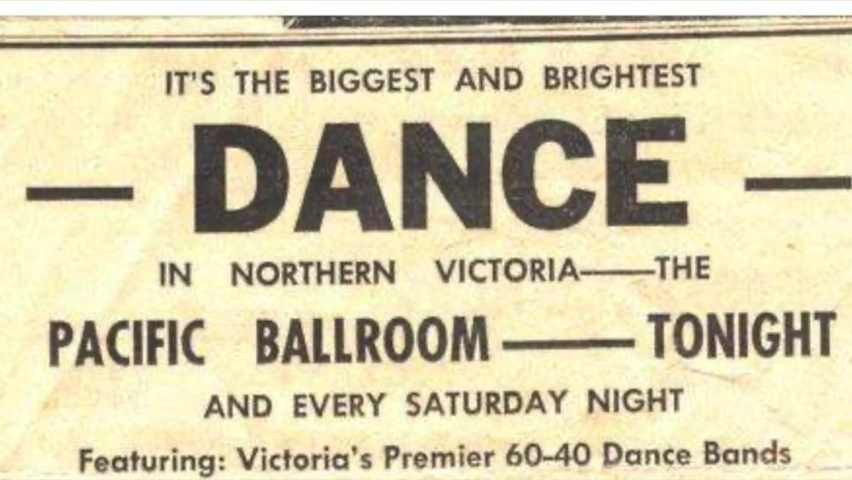 IT'S THE BIGGEST AND BRIGHTEST
— DANCE —
IN NORTHERN VICTORIA——THE
PACIFIC BALLROOM —— TONIGHT
AND EVERY SATURDAY NIGHT
Featuring: Victoria's Premier 60-40 Dance Bands